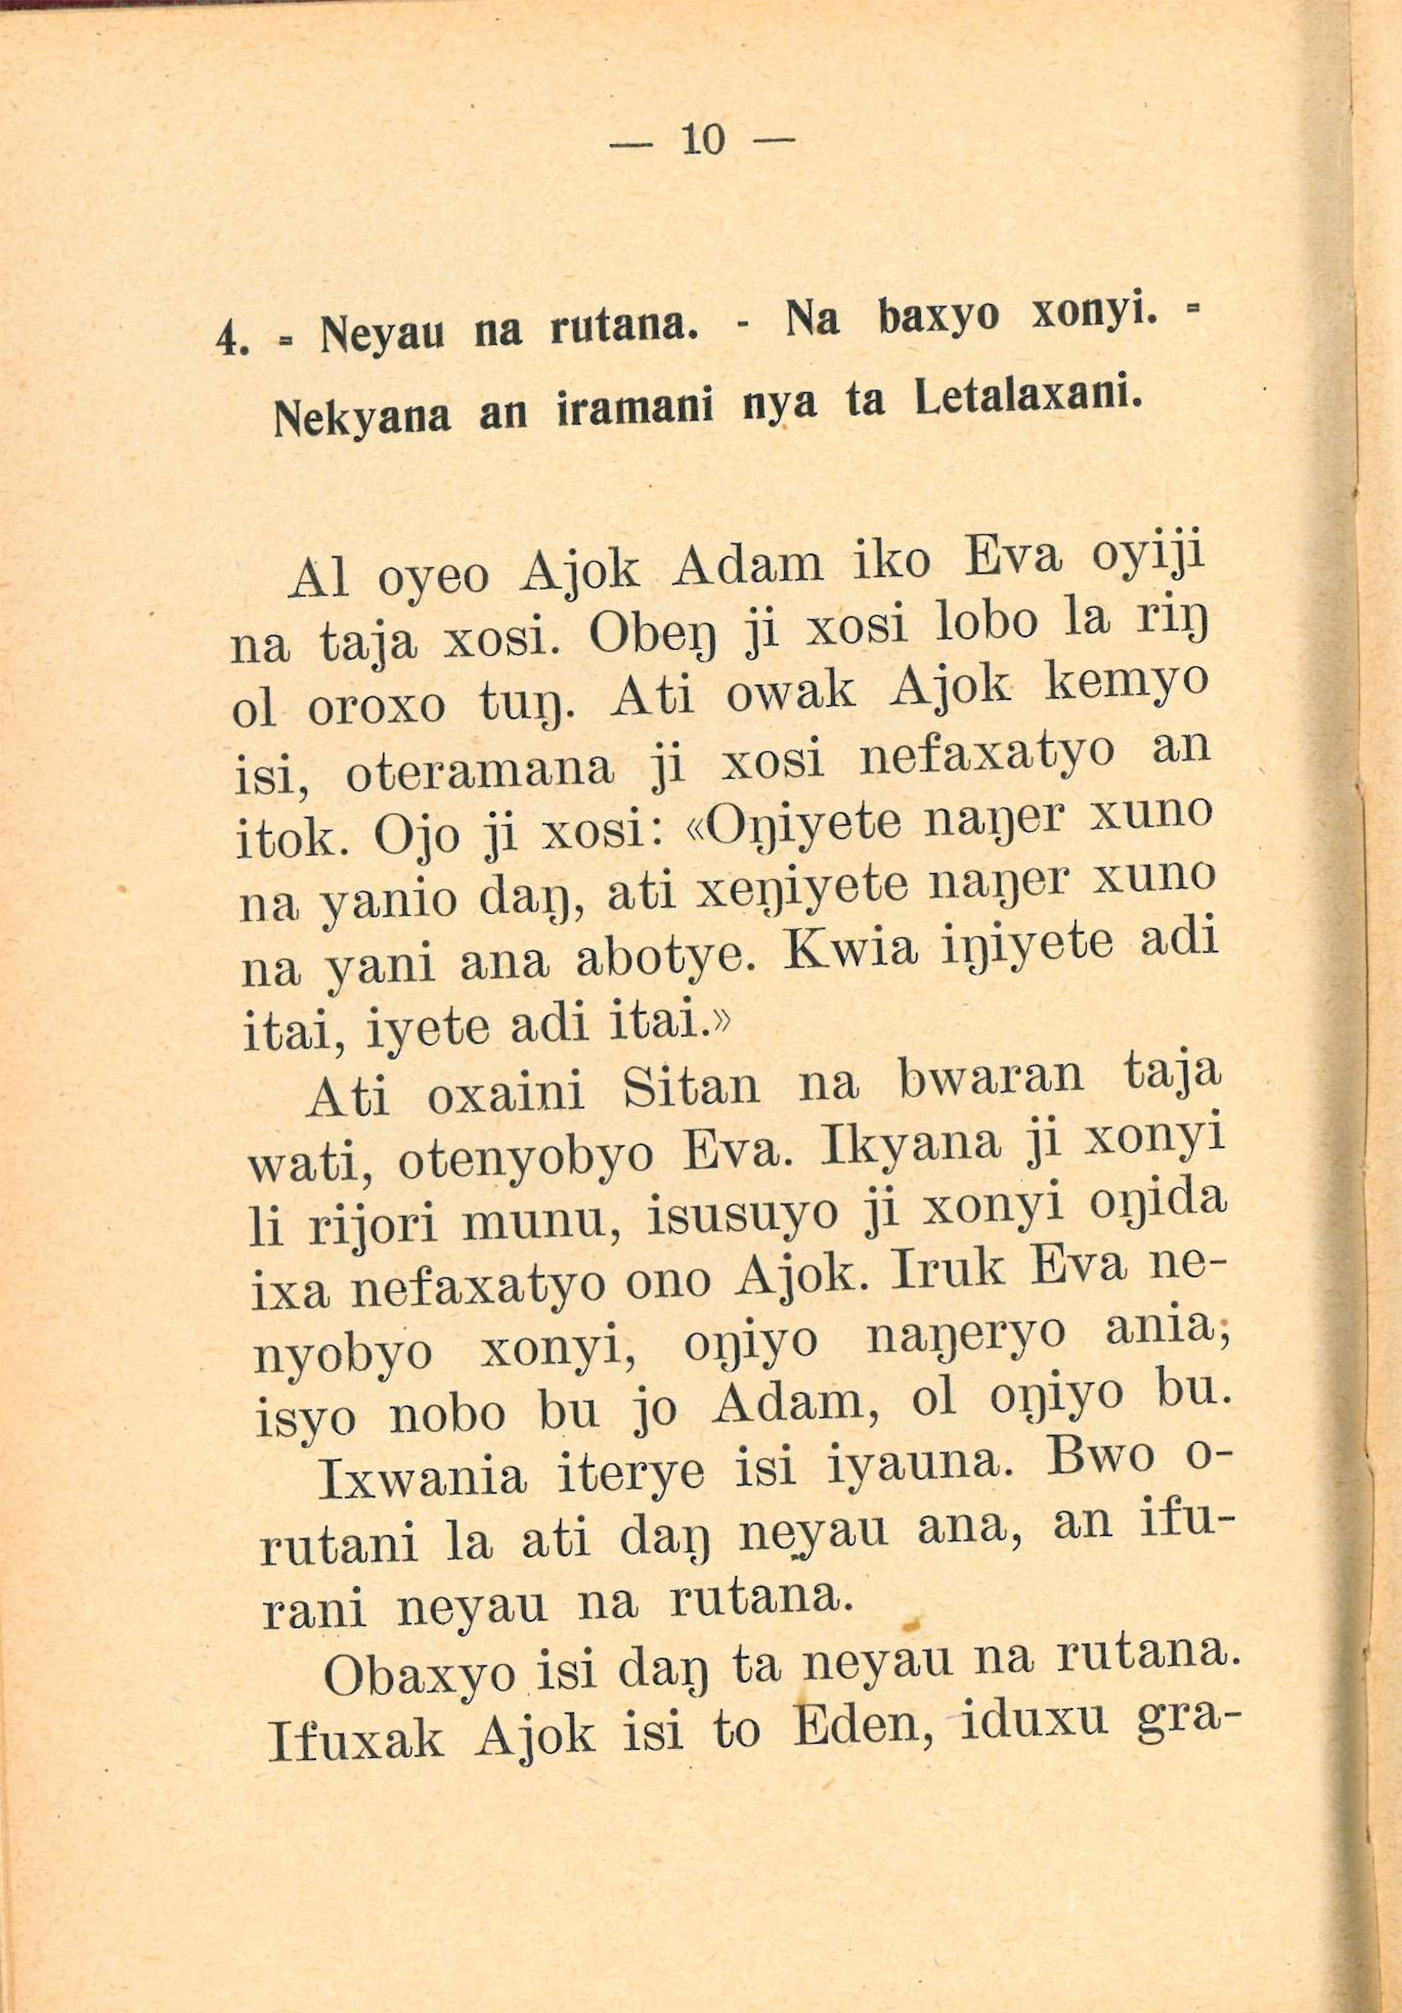 — 10 —
4. - Neyau na rutana. - Na baxyo xonyi. -
Nekyana an iramani nya ta Letalaxani.
Al oyeo Ajok Adam iko Eva oyiji
na taja xosi. Obeŋ ji xosi lobo la riŋ
ol oroxo tuŋ. Ati owak Ajok kemyo
isi, oteramana ji xosi nefaxatyo an
itok. Ojo ji xosi: «Oŋiyete naŋer xuno
na yanio daŋ, ati xeŋiyete naŋer xuno
na yani ana abotye. Kwia iŋiyete adi
itai, iyete adi itai.»
Ati oxaini Sitan na bwaran taja
wati, otenyobyo Eva. Ikyana ji xonyi
li rijori munu, isusuyo ji xonyi oŋida
ixa nefaxatyo ono Ajok. Iruk Eva ne-
nyobyo xonyi, oŋiyo naŋeryo ania,
isyo nobo bu jo Adam, ol oŋiyo bu.
Ixwania iterye isi iyauna. Bwo o-
rutani la ati daŋ neyau ana, an ifu-
rani neyau na rutana.
Obaxyo isi daŋ ta neyau na rutana.
Ifuxak Ajok isi to Eden, iduxu gra-